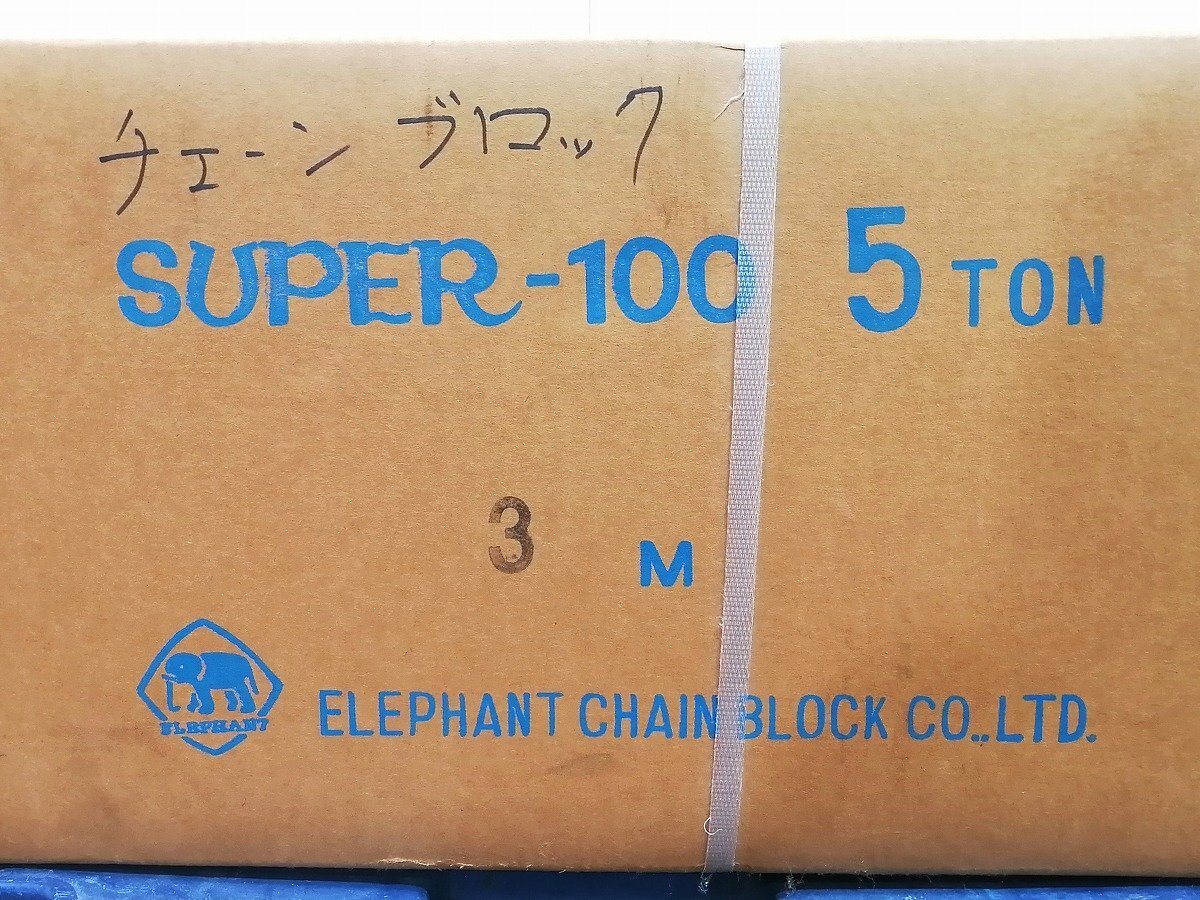 チェーンブロック
SUPER-100 5 TON
3 M
ELEPHANT
ELEPHANT CHAIN BLOCK CO.,LTD.